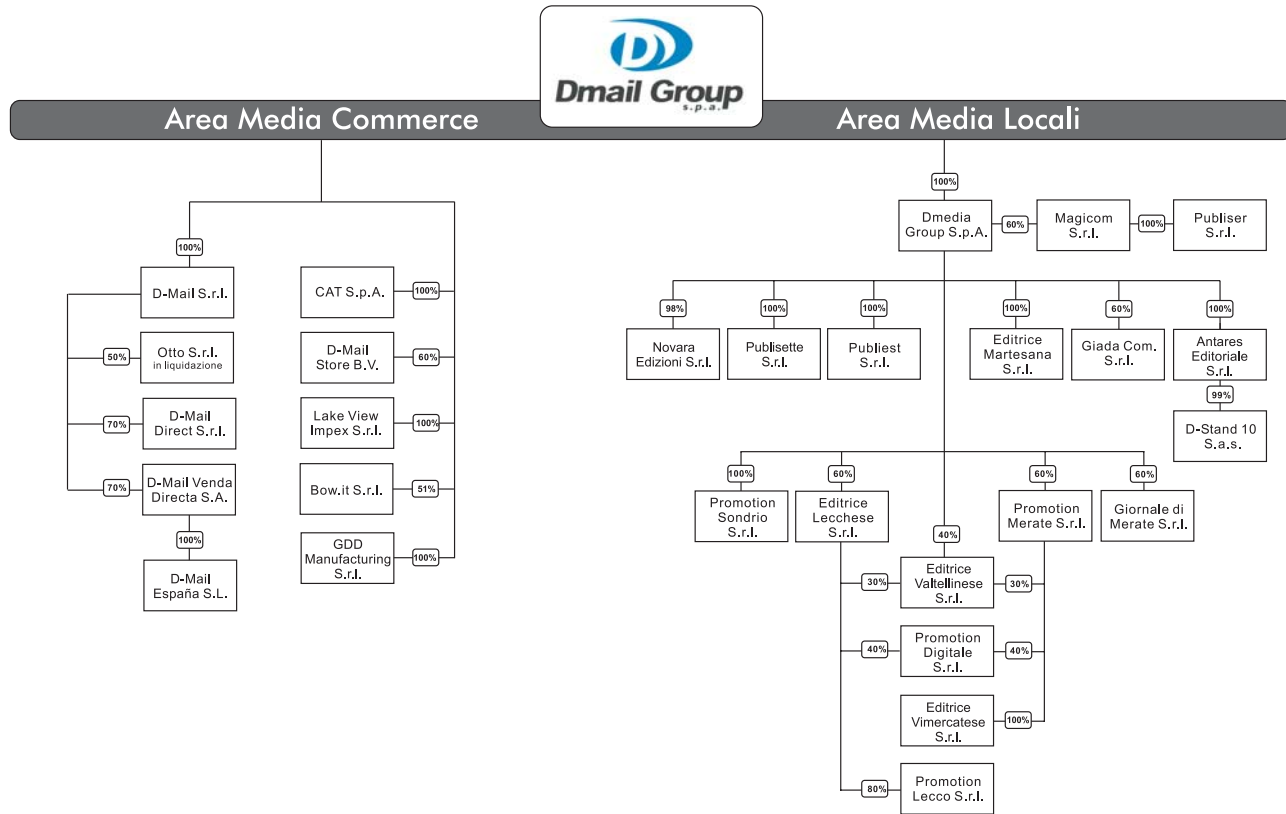 Dmail Group
s.p.a.
Area Media Commerce
Area Media Locali
100%
D-Mail S.r.l.
50%
Otto S.r.l.
in liquidazione
70%
D-Mail
Direct S.r.l.
70%
D-Mail Venda
Directa S.A.
100%
D-Mail
España S.L.
CAT S.p.A.
100%
D-Mail
Store B.V.
60%
Lake View
Impex S.r.l.
100%
Bow.it S.r.l.
51%
GDD
Manufacturing
S.r.l.
100%
100%
Dmedia
Group S.p.A.
60%
Magicom
S.r.l.
100%
Publiser
S.r.l.
98%
Novara
Edizioni S.r.l.
100%
Publisette
S.r.l.
100%
Publiest
S.r.l.
100%
Editrice
Martesana
S.r.l.
60%
Giada Com.
S.r.l.
100%
Antares
Editoriale
S.r.l.
99%
D-Stand 10
S.a.s.
100%
Promotion
Sondrio
S.r.l.
60%
Editrice
Lecchese
S.r.l.
60%
Promotion
Merate S.r.l.
60%
Giornale di
Merate S.r.l.
40%
30%
Editrice
Valtellinese
S.r.l.
30%
40%
Promotion
Digitale
S.r.l.
40%
Editrice
Vimercatese
S.r.l.
100%
80%
Promotion
Lecco S.r.l.